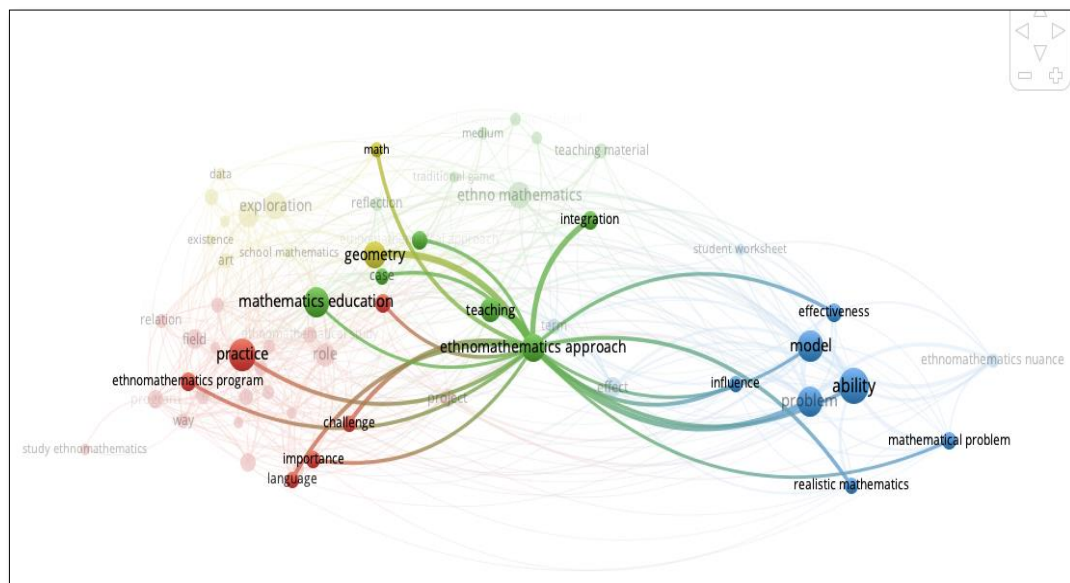 medium
math
teaching material
data
traditional game
ethno mathematics
exploration
reflection
integration
existence
school mathematics
student worksheet
art
geometry
case
mathematics education
teaching
effectiveness
relation
term
field
model
ethnomathematics approach
practice
role
ethnomathematics nuance
ethnomathematics program
influence
effect
ability
program
project
problem
way
challenge
mathematical problem
study ethnomathematics
importance
language
realistic mathematics